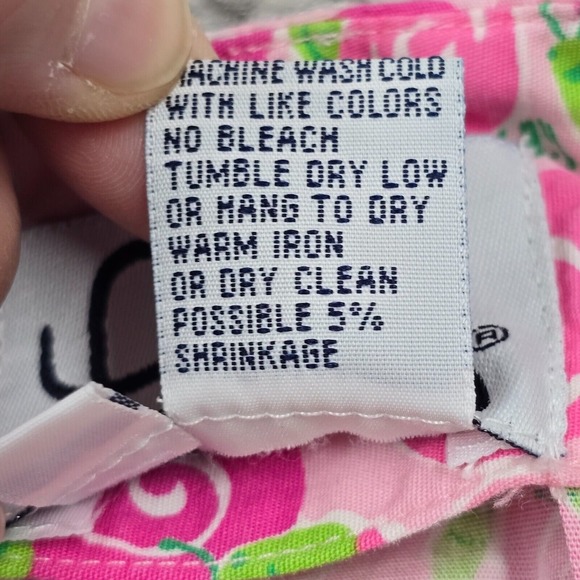 MACHINE WASH COLD
WITH LIKE COLORS
NO BLEACH
TUMBLE DRY LOW
OR HANG TO DRY
WARM IRON
OR DRY CLEAN
POSSIBLE 5%
SHRINKAGE
®